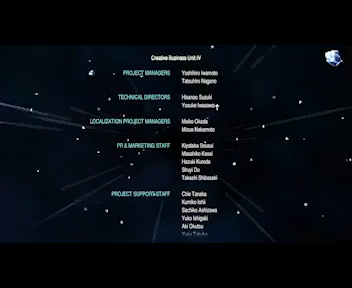 Creative Business Unit IV
PROJECT MANAGERS Yoshihiro Iwamoto
Tatsuhiro Nagano
TECHNICAL DIRECTORS Hisanao Suzuki
Yosuke Iwasawa
LOCALIZATION PROJECT MANAGERS Maiko Okada
Mizue Nakamoto
PR & MARKETING STAFF Kiyotaka Sousui
Masahiko Kasai
Hazuki Kuroda
Shoyi Du
Takashi Shibasaki
PROJECT SUPPORT STAFF Chie Tanaka
Kumiko Ishii
Sachiko Ashizawa
Yuko Ishigaki
Aki Okutsu